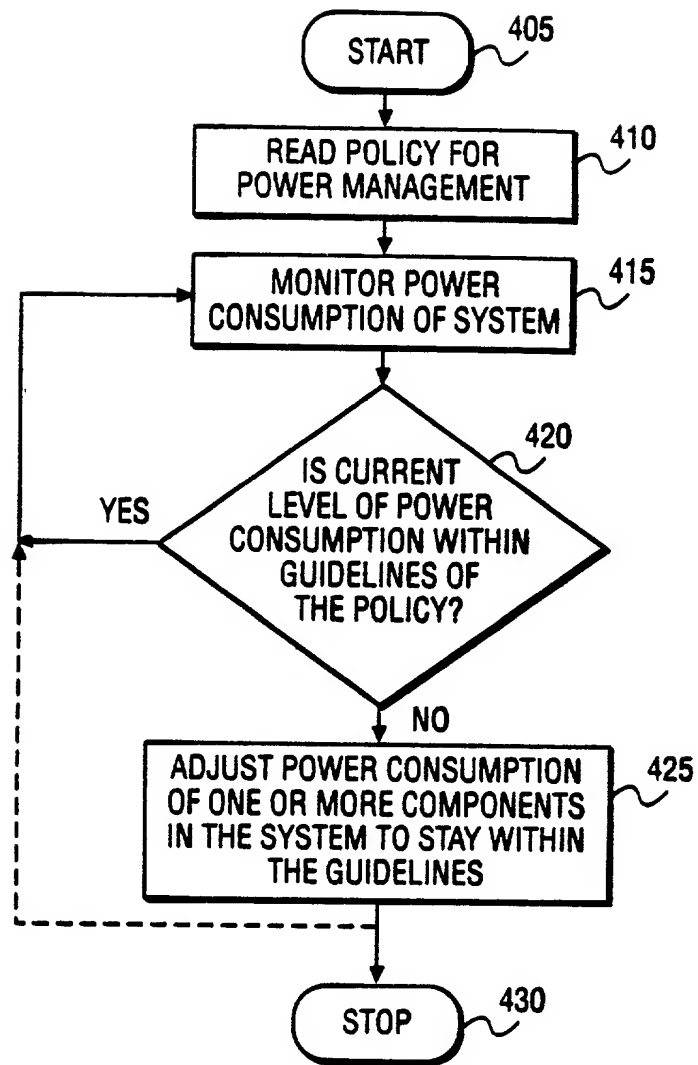 START
405
READ POLICY FOR
POWER MANAGEMENT
410
MONITOR POWER
CONSUMPTION OF SYSTEM
415
IS CURRENT
LEVEL OF POWER
CONSUMPTION WITHIN
GUIDELINES OF
THE POLICY?
420
YES
NO
ADJUST POWER CONSUMPTION
OF ONE OR MORE COMPONENTS
IN THE SYSTEM TO STAY WITHIN
THE GUIDELINES
425
STOP
430